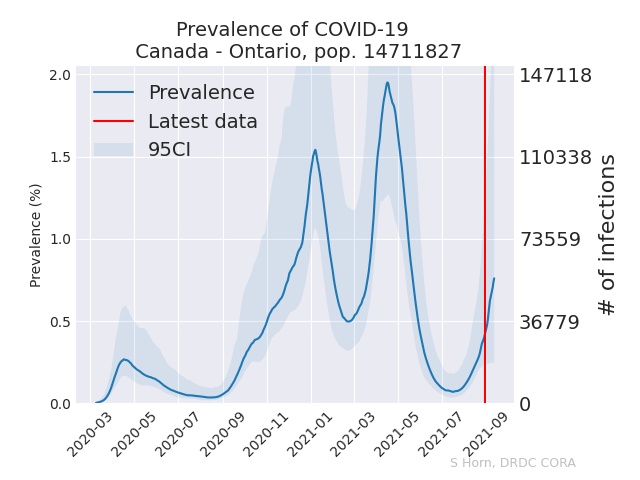 Prevalence of COVID-19
Canada - Ontario, pop. 14711827
Prevalence
Latest data
95CI
Prevalence (%)
2.0
1.5
1.0
0.5
0.0
147118
110338
73559
36779
0
# of infections
2020-03
2020-05
2020-07
2020-09
2020-11
2021-01
2021-03
2021-05
2021-07
2021-09
S Horn, DRDC CORA